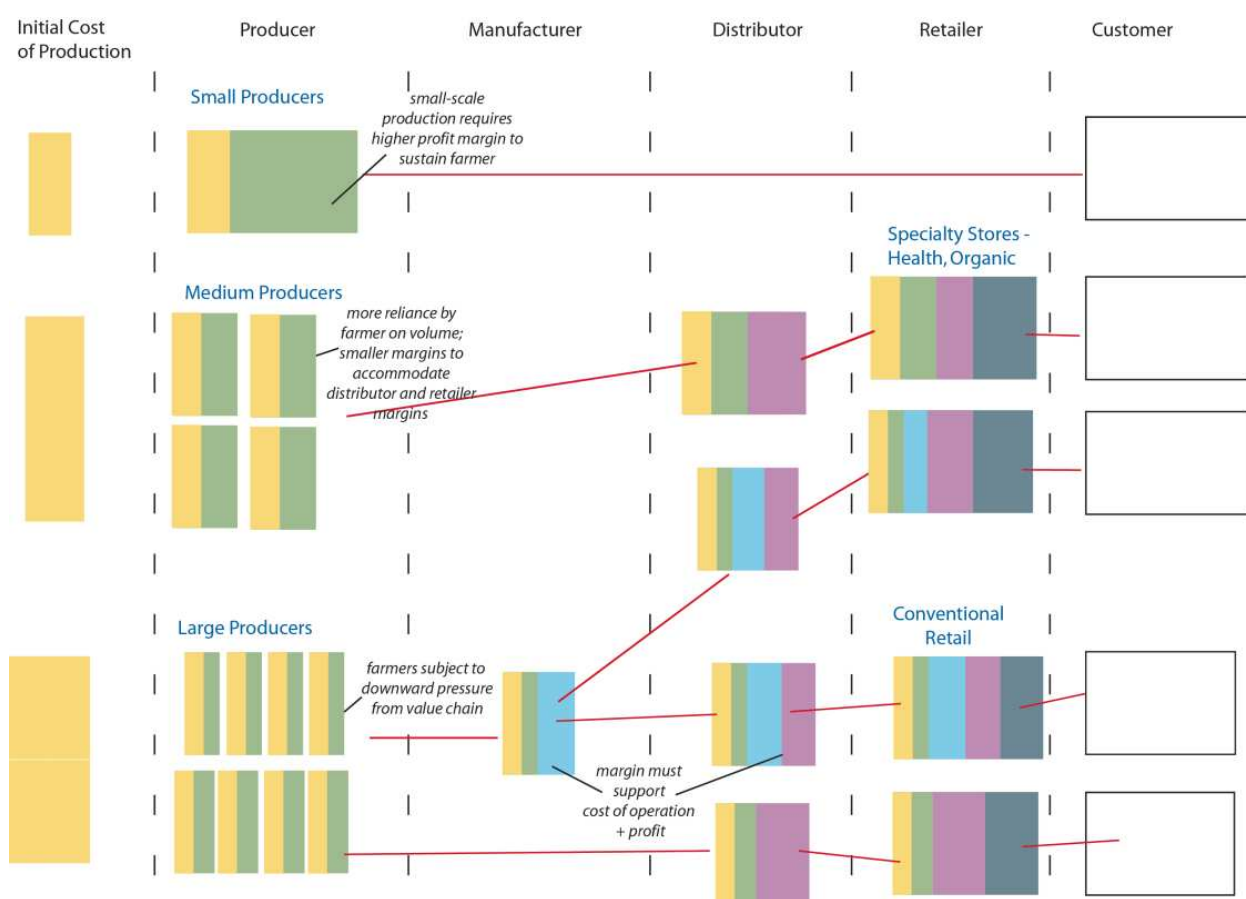 Initial Cost
of Production
Producer
Manufacturer
Distributor
Retailer
Customer
Small Producers
small-scale
production requires
higher profit margin to
sustain farmer
Specialty Stores -
Health, Organic
Medium Producers
more reliance by
farmer on volume;
smaller margins to
accommodate
distributor and retailer
margins
Large Producers
farmers subject to
downward pressure
from value chain
Conventional
Retail
margin must
support
cost of operation
+ profit